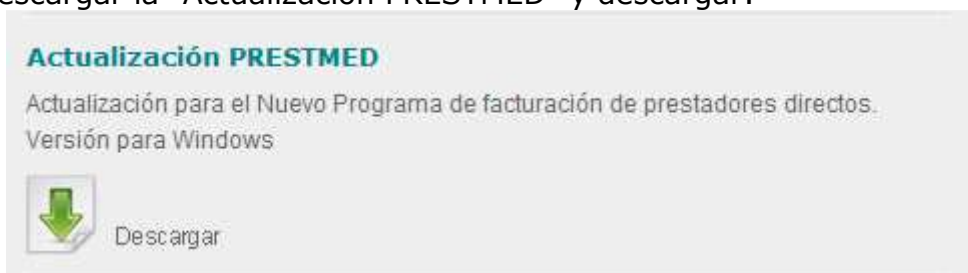 escargar la "Actualización PRESTMED" y descargar.
Actualización PRESTMED
Actualización para el Nuevo Programa de facturación de prestadores directos.
Versión para Windows
Descargar